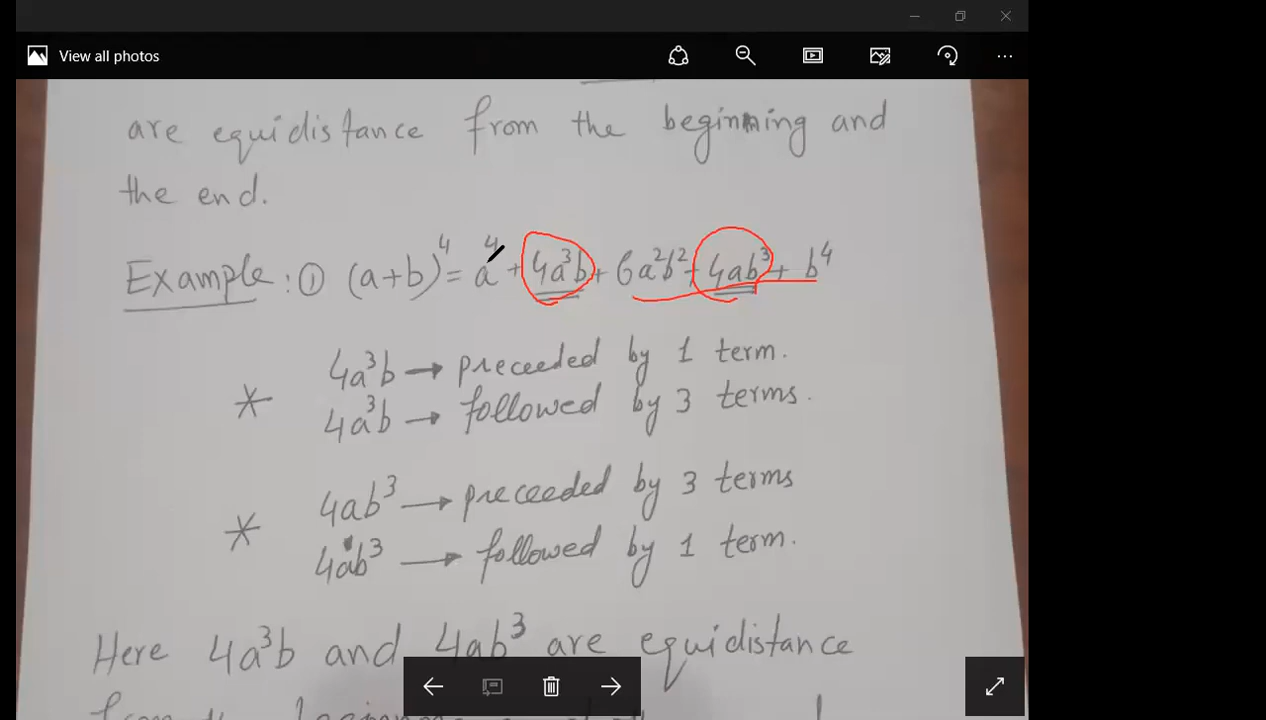 View all photos
are equidistance from the beginning and
the end.
Example : ① (a+b)⁴ = a⁴ + 4a³b + 6a²b² + 4ab³ + b⁴
4a³b → preceeded by 1 term.
* 4a³b → followed by 3 terms.
4ab³ → preceeded by 3 terms
* 4ab³ → followed by 1 term.
Here 4a³b and 4ab³ are equidistance